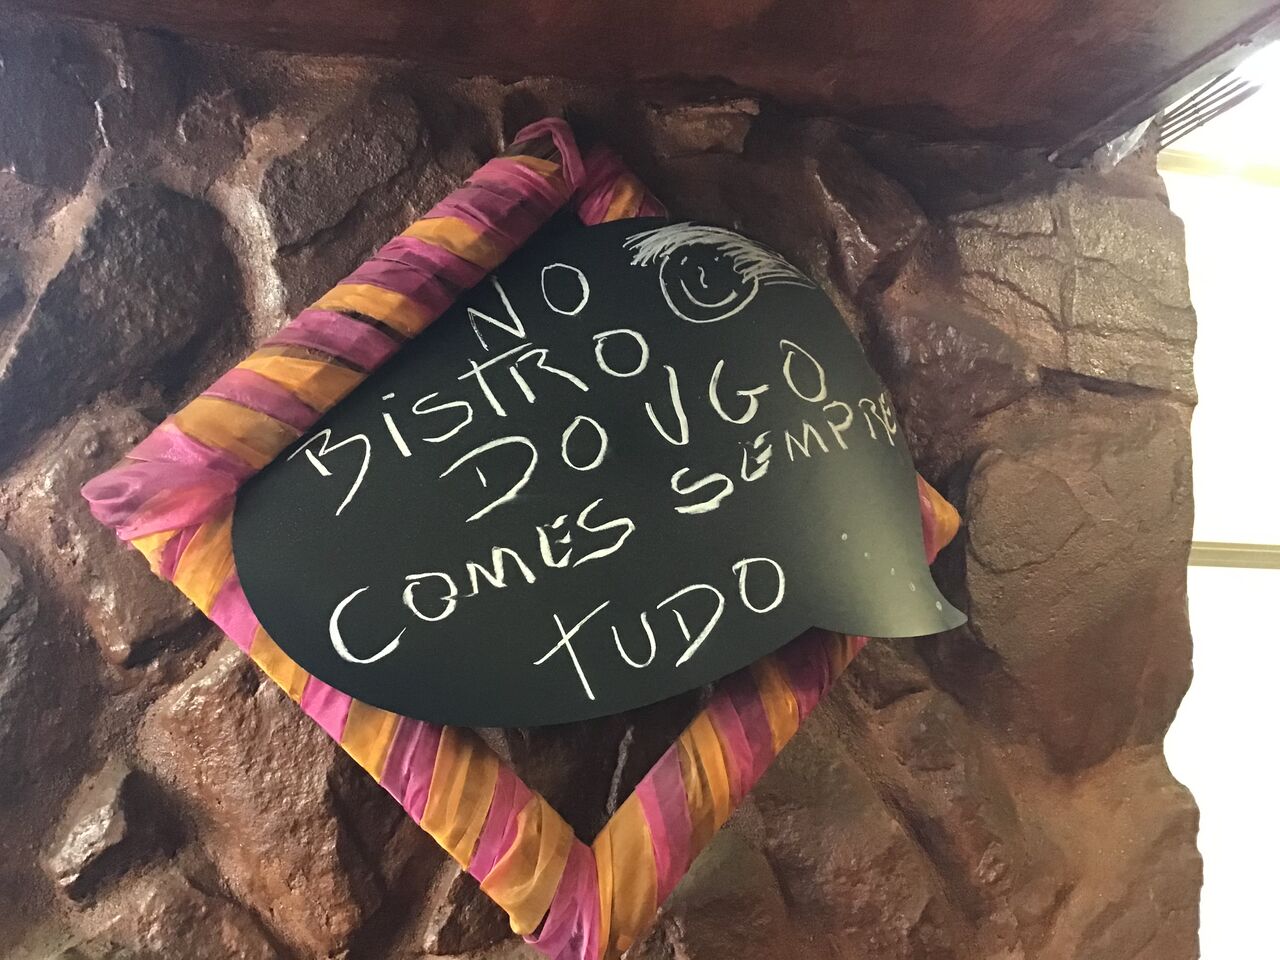 NO
BiSTRO
DO UGO
COMES SEMPRE
TUDO